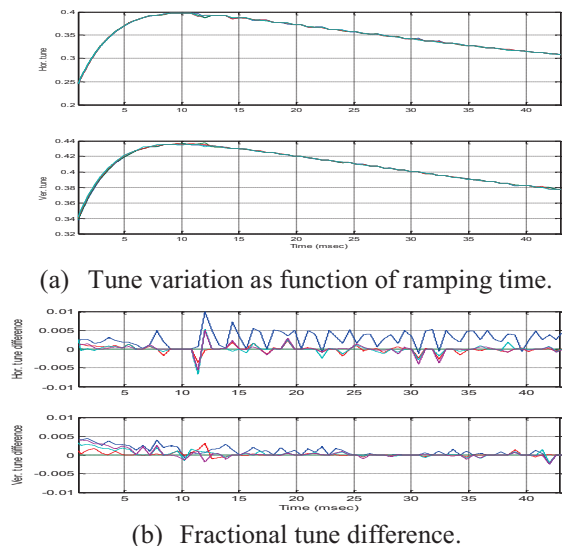 0.4
0.35
0.3
0.25
0.2
Hor. tune
5 10 15 20 25 30 35 40
0.44
0.42
0.4
0.38
0.36
0.34
0.32
Ver. tune
5 10 15 20 25 30 35 40
Time (msec)
(a) Tune variation as function of ramping time.
0.01
0.005
0
-0.005
-0.01
Hor. tune difference
5 10 15 20 25 30 35 40
0.01
0.005
0
-0.005
-0.01
Ver. tune difference
5 10 15 20 25 30 35 40
Time (msec)
(b) Fractional tune difference.